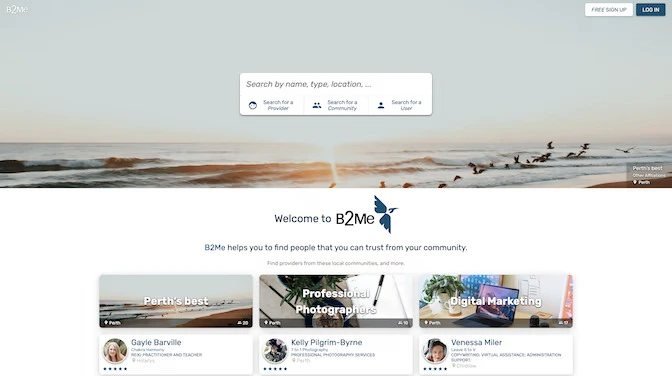 B2Me
FREE SIGN UP
LOG IN
Search by name, type, location, ...
Search for a
Provider
Search for a
Community
Search for a
User
Perth's best
Other Affiliations
Perth
Welcome to B2Me
B2Me helps you to find people that you can trust from your community.
Find providers from these local communities, and more.
Perth's best
Perth
20
Professional
Photographers
Perth
10
Digital Marketing
Perth
Gayle Barville
Chakra Harmony
REIKI PRACTITIONER AND TEACHER
Hillarys
Kelly Pilgrim-Byrne
1 to 1 Photography
PROFESSIONAL PHOTOGRAPHY SERVICES
Perth
Venessa Miler
Leave it to V
COPYWRITING, VIRTUAL ASSISTANCE, ADMINISTRATION
SUPPORT